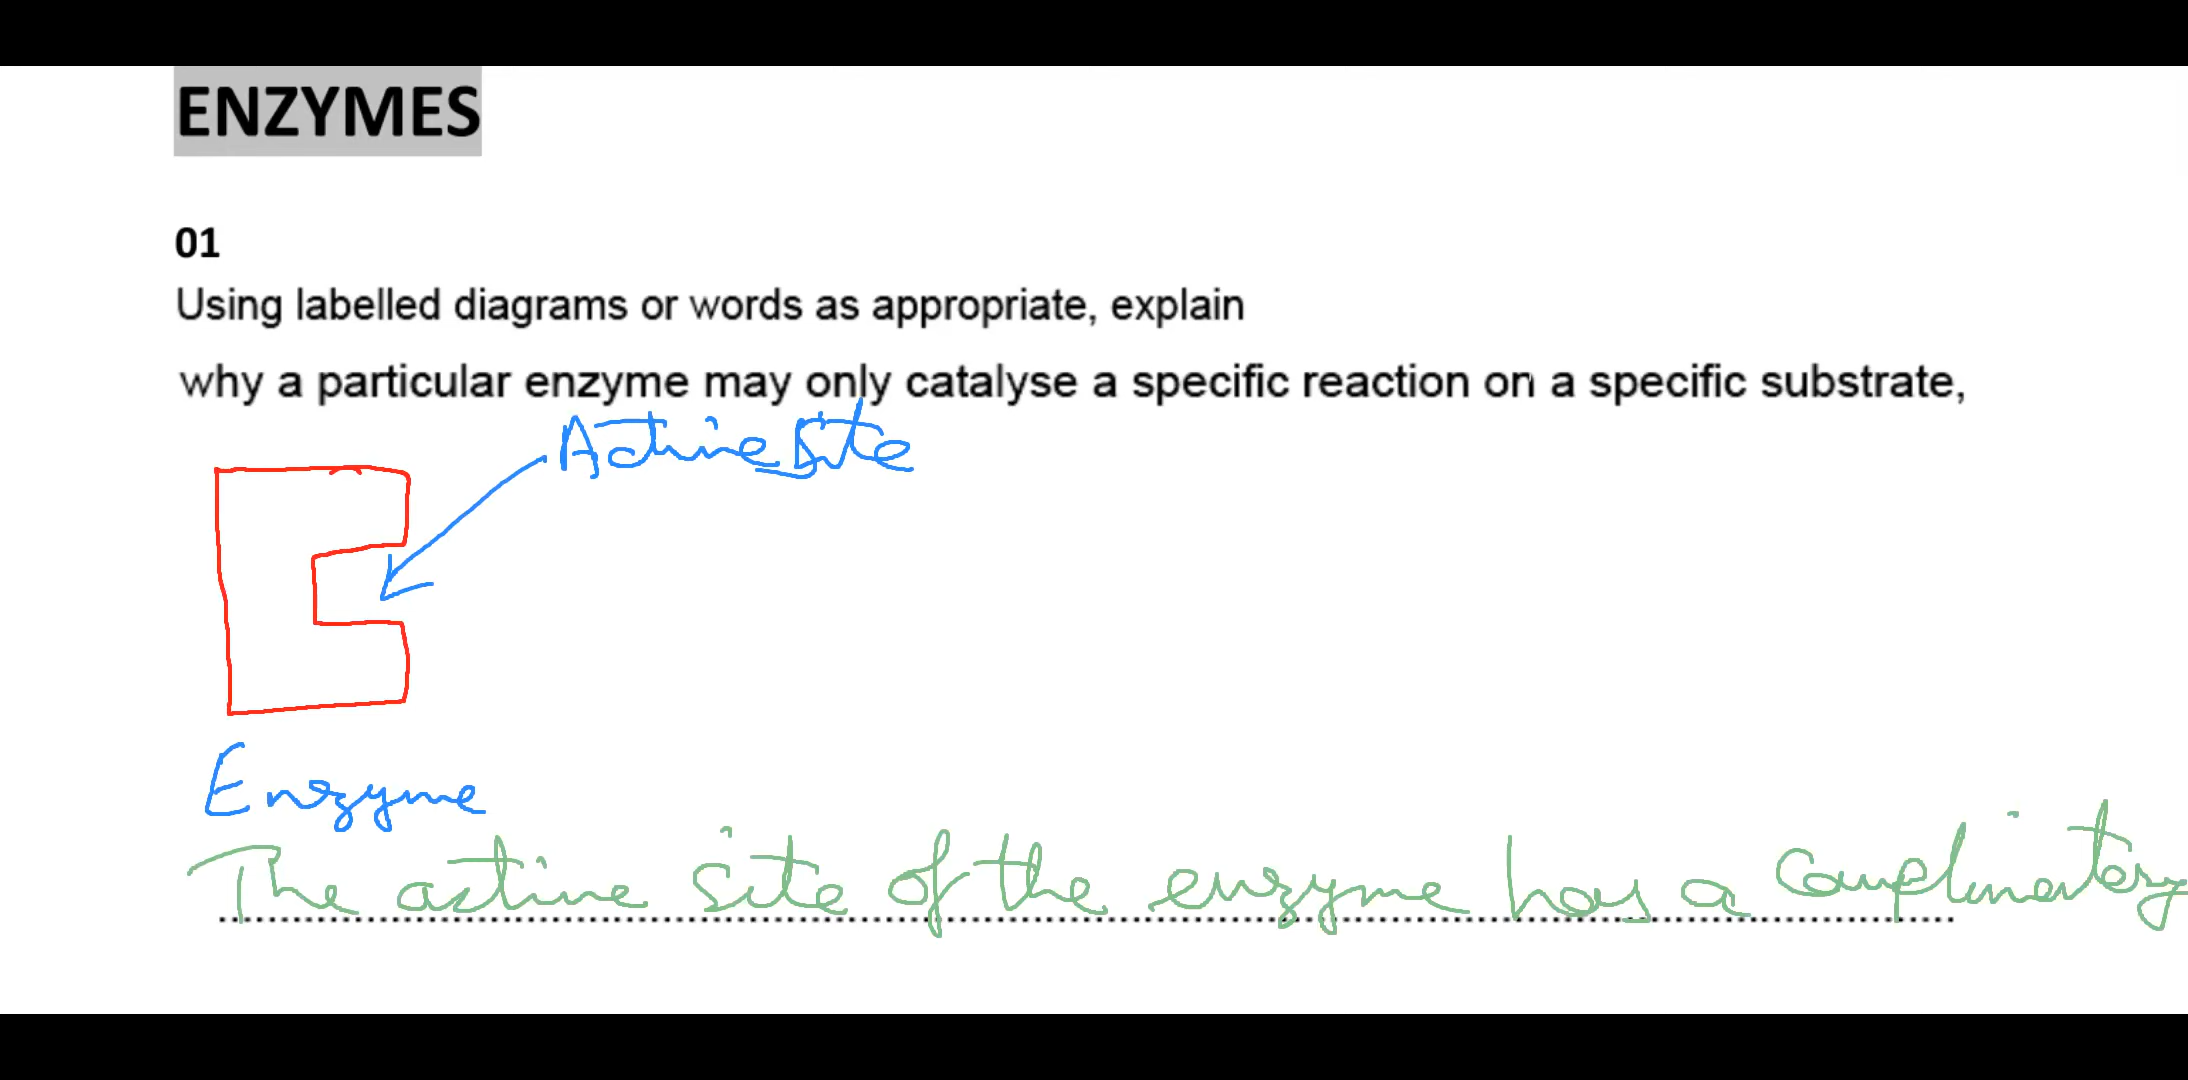 ENZYMES
01
Using labelled diagrams or words as appropriate, explain
why a particular enzyme may only catalyse a specific reaction on a specific substrate,
Active Site
Enzyme
The active site of the enzyme has a complimentary